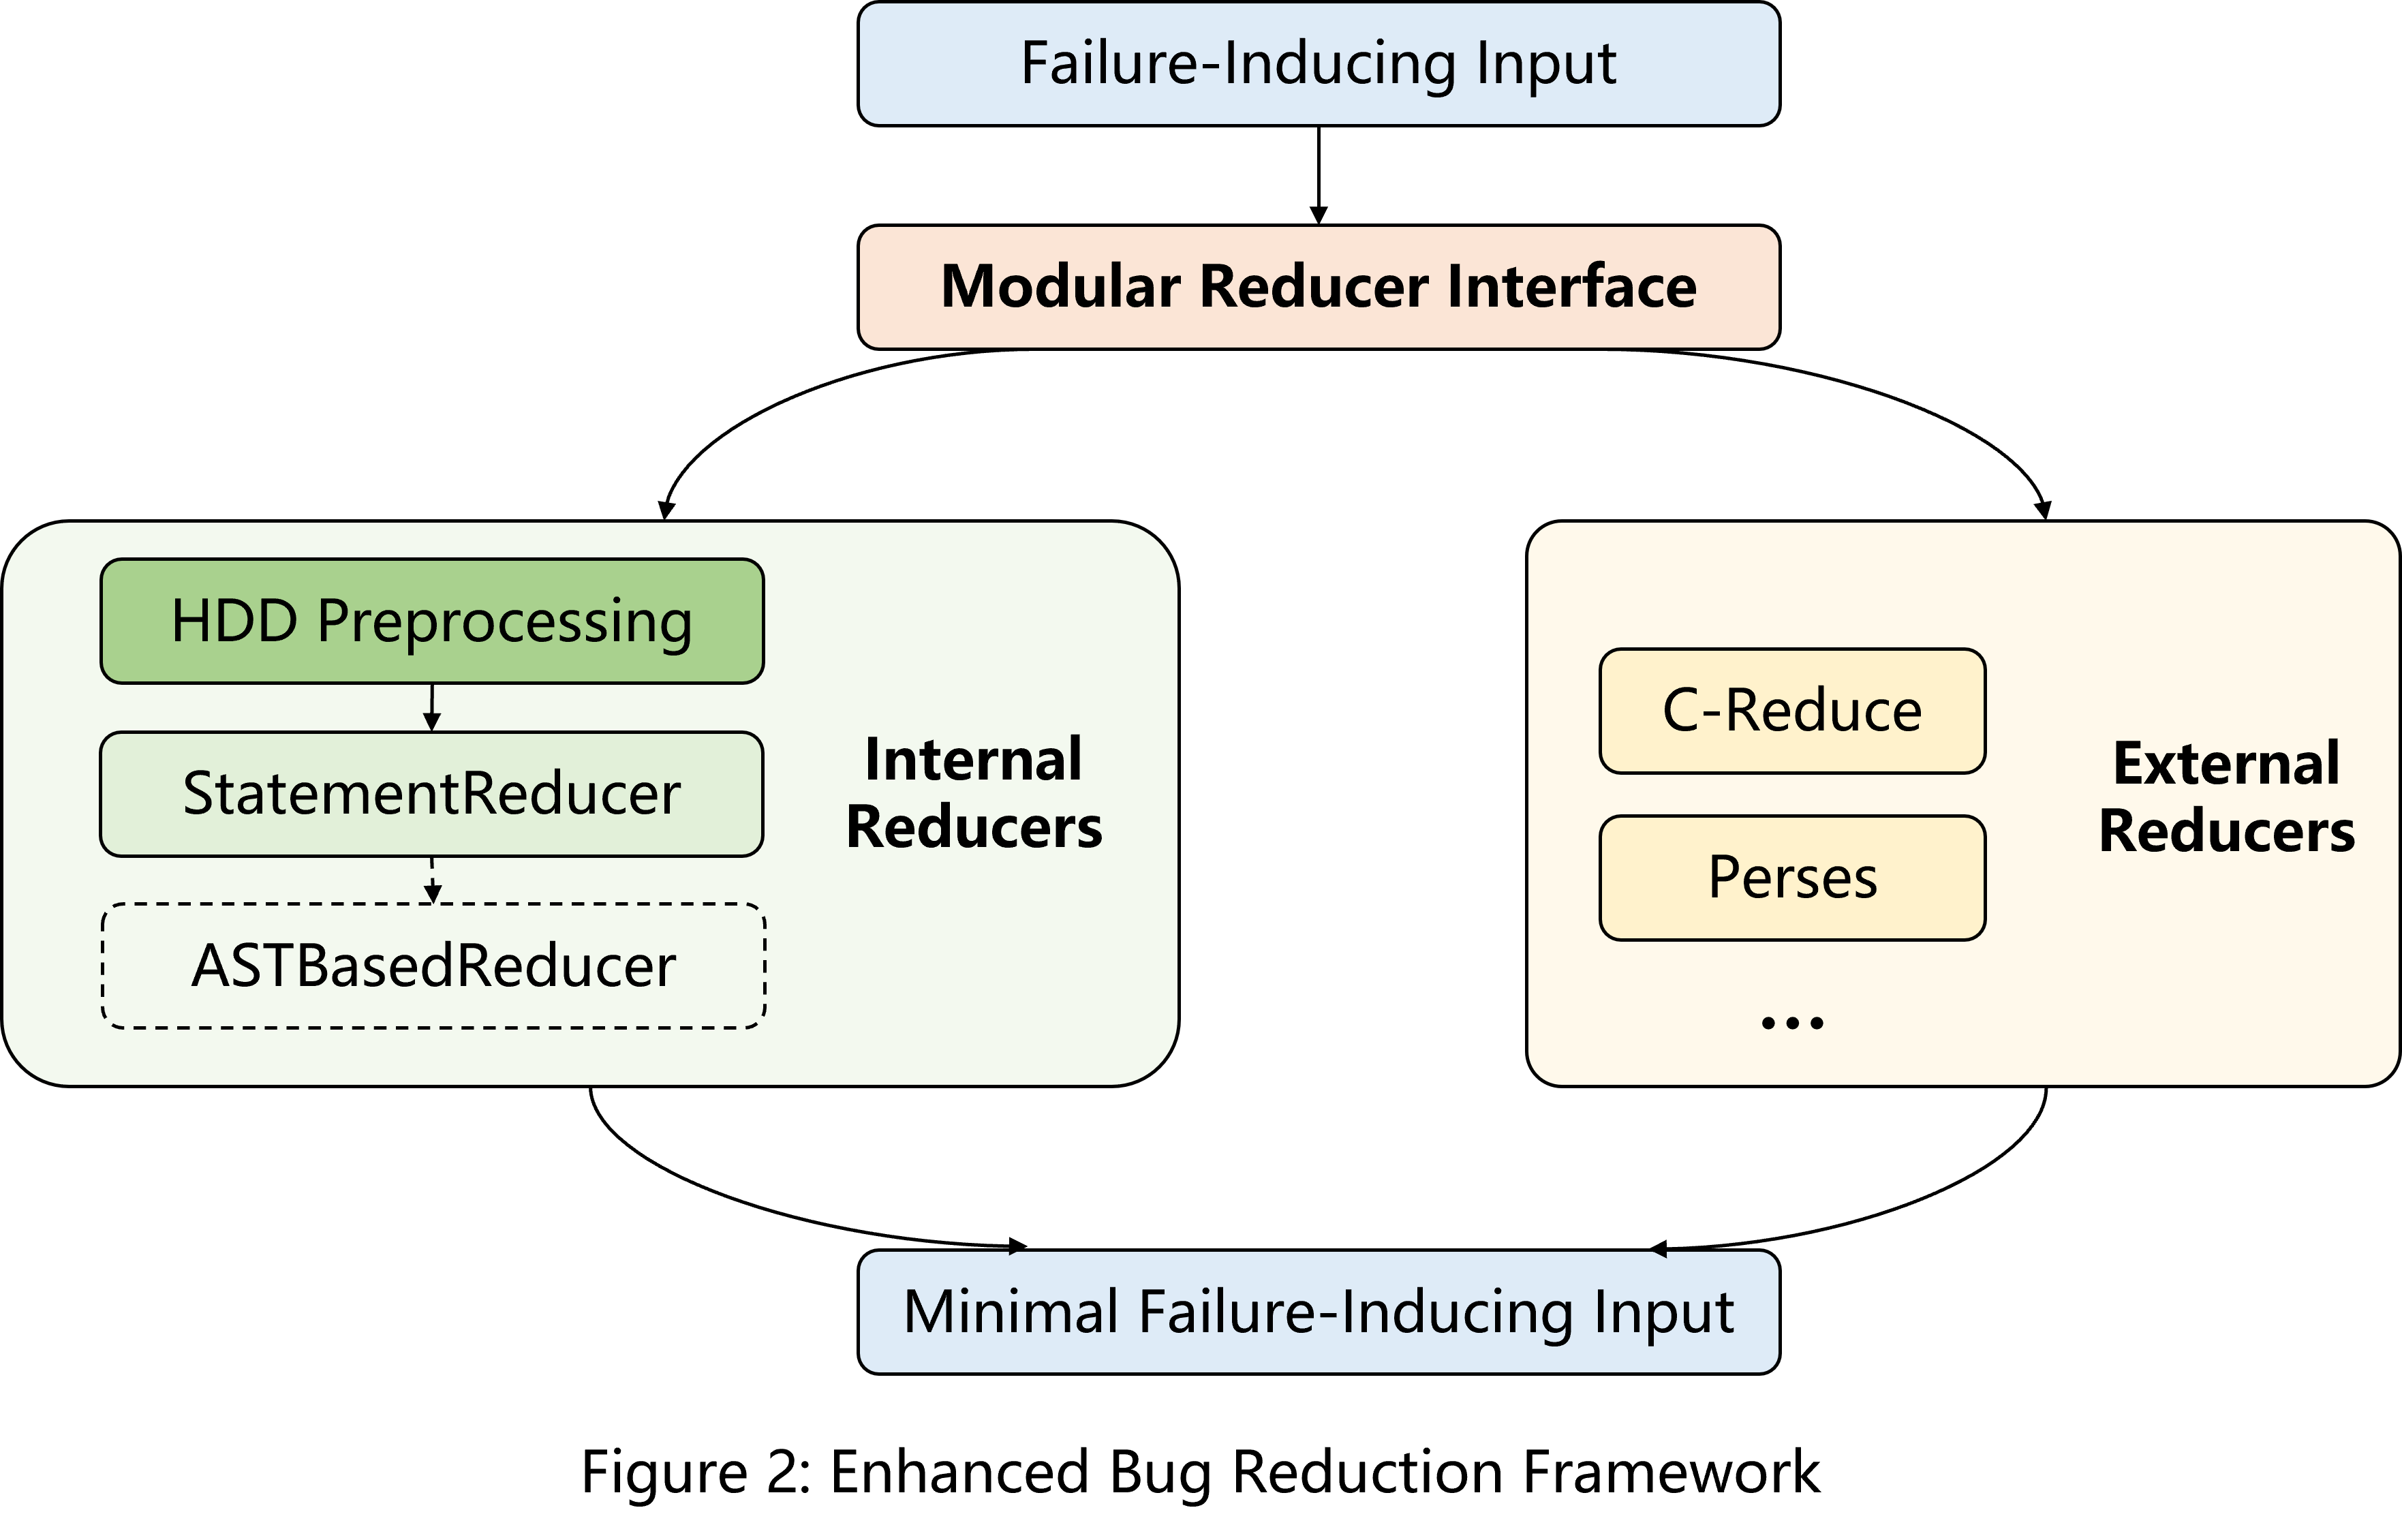 Failure-Inducing Input
Modular Reducer Interface
HDD Preprocessing
StatementReducer
ASTBasedReducer
Internal
Reducers
C-Reduce
Perses
...
External
Reducers
Minimal Failure-Inducing Input
Figure 2: Enhanced Bug Reduction Framework